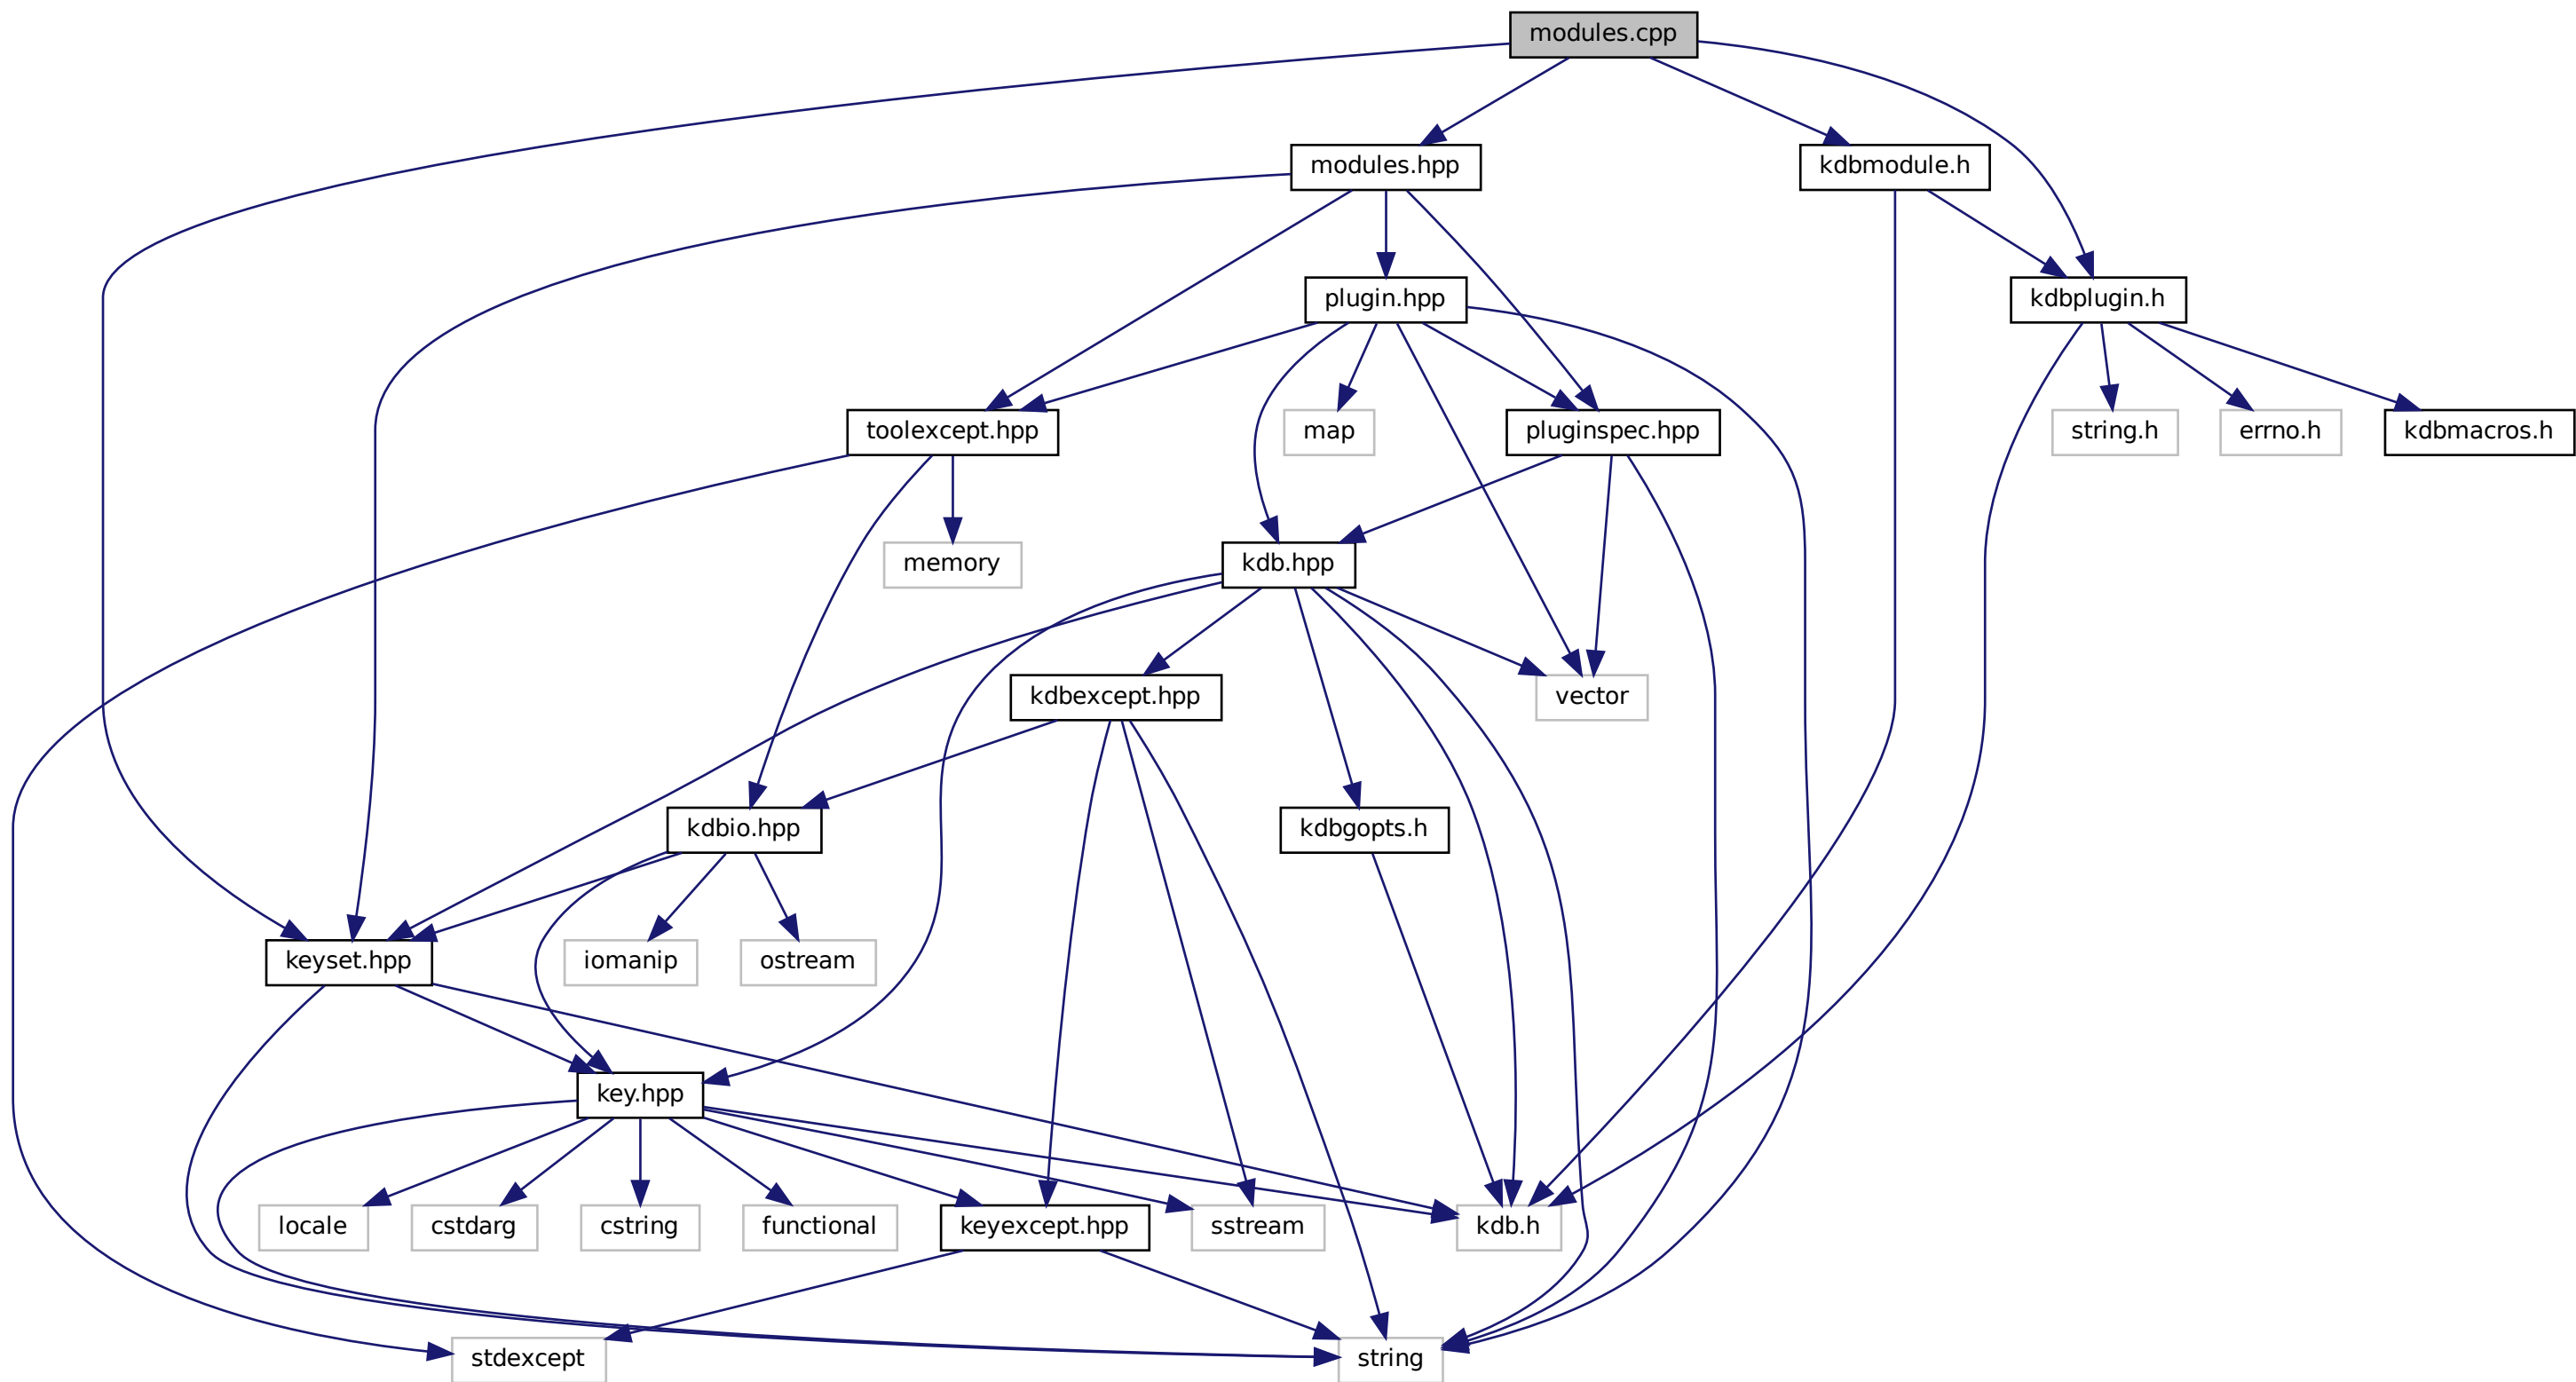 modules.cpp
modules.hpp
kdbmodule.h
plugin.hpp
kdbplugin.h
toolexcept.hpp
map
pluginspec.hpp
string.h
errno.h
kdbmacros.h
memory
kdb.hpp
kdbexcept.hpp
vector
kdbio.hpp
kdbgopts.h
keyset.hpp
iomanip
ostream
key.hpp
locale
cstdarg
cstring
functional
keyexcept.hpp
sstream
kdb.h
stdexcept
string